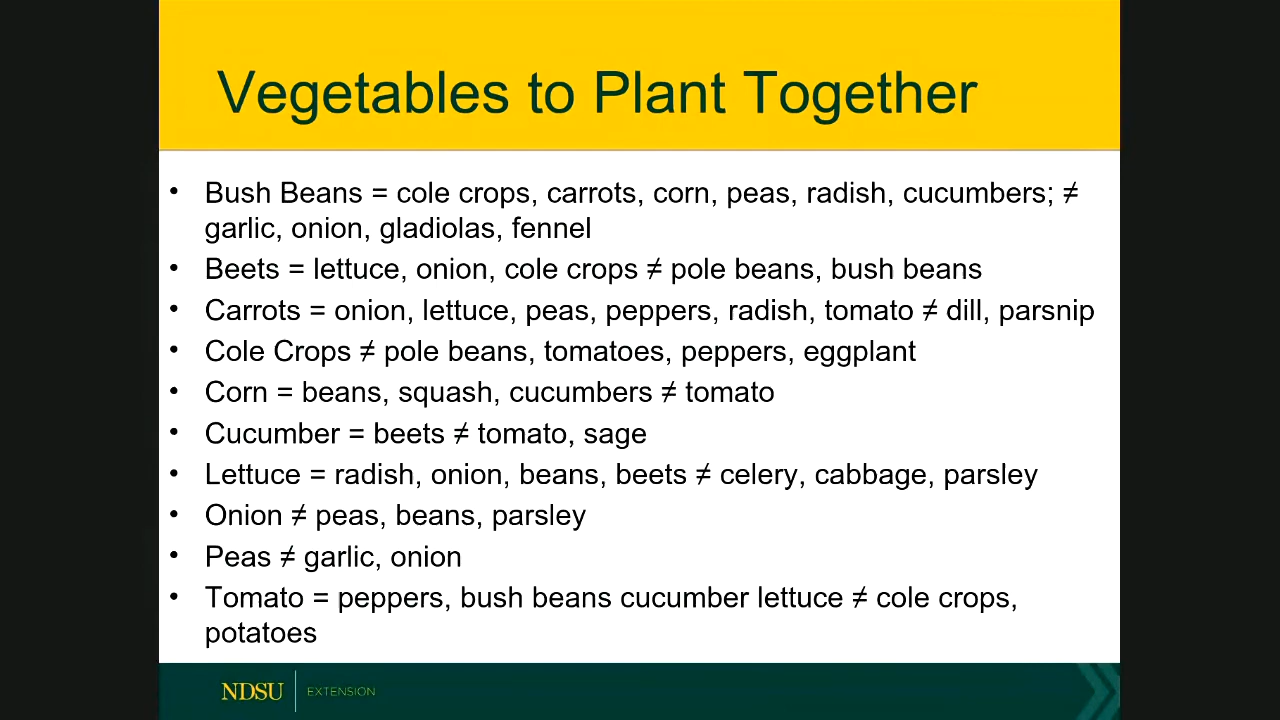 Vegetables to Plant Together
• Bush Beans = cole crops, carrots, corn, peas, radish, cucumbers; ≠
garlic, onion, gladiolas, fennel
• Beets = lettuce, onion, cole crops ≠ pole beans, bush beans
• Carrots = onion, lettuce, peas, peppers, radish, tomato ≠ dill, parsnip
• Cole Crops ≠ pole beans, tomatoes, peppers, eggplant
• Corn = beans, squash, cucumbers ≠ tomato
• Cucumber = beets ≠ tomato, sage
• Lettuce = radish, onion, beans, beets ≠ celery, cabbage, parsley
• Onion ≠ peas, beans, parsley
• Peas ≠ garlic, onion
• Tomato = peppers, bush beans cucumber lettuce ≠ cole crops,
potatoes
NDSU EXTENSION